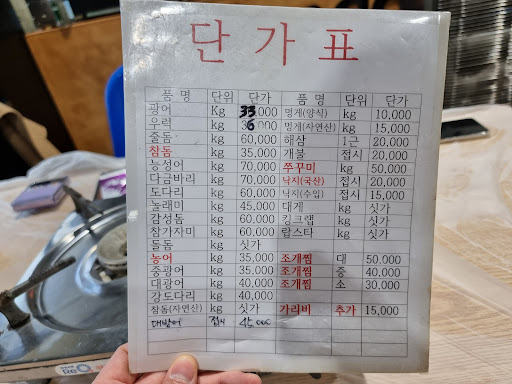 단 가 표
품 명 단위 단가 품 명 단위 단가
광어 Kg 33,000 멍게(양식) kg 10,000
우럭 kg 36,000 멍게(자연산) kg 15,000
줄돔 kg 60,000 해삼 1근 20,000
참돔 kg 35,000 개불 접시 20,000
능성어 kg 70,000 쭈꾸미 kg 50,000
다금바리 kg 70,000 낙지(국산) 접시 20,000
도다리 kg 60,000 낙지(수입) 접시 15,000
놀래미 kg 45,000 대게 kg 싯가
감성돔 kg 60,000 킹크랩 kg 싯가
참가자미 kg 60,000 랍스타 kg 싯가
돌돔 kg 싯가
농어 kg 35,000 조개찜 대 50,000
중광어 kg 35,000 조개찜 중 40,000
대광어 kg 40,000 조개찜 소 30,000
강도다리 kg 40,000
참돔(자연산) kg 싯가 가리비 추가 15,000
대방어 접시 45,000